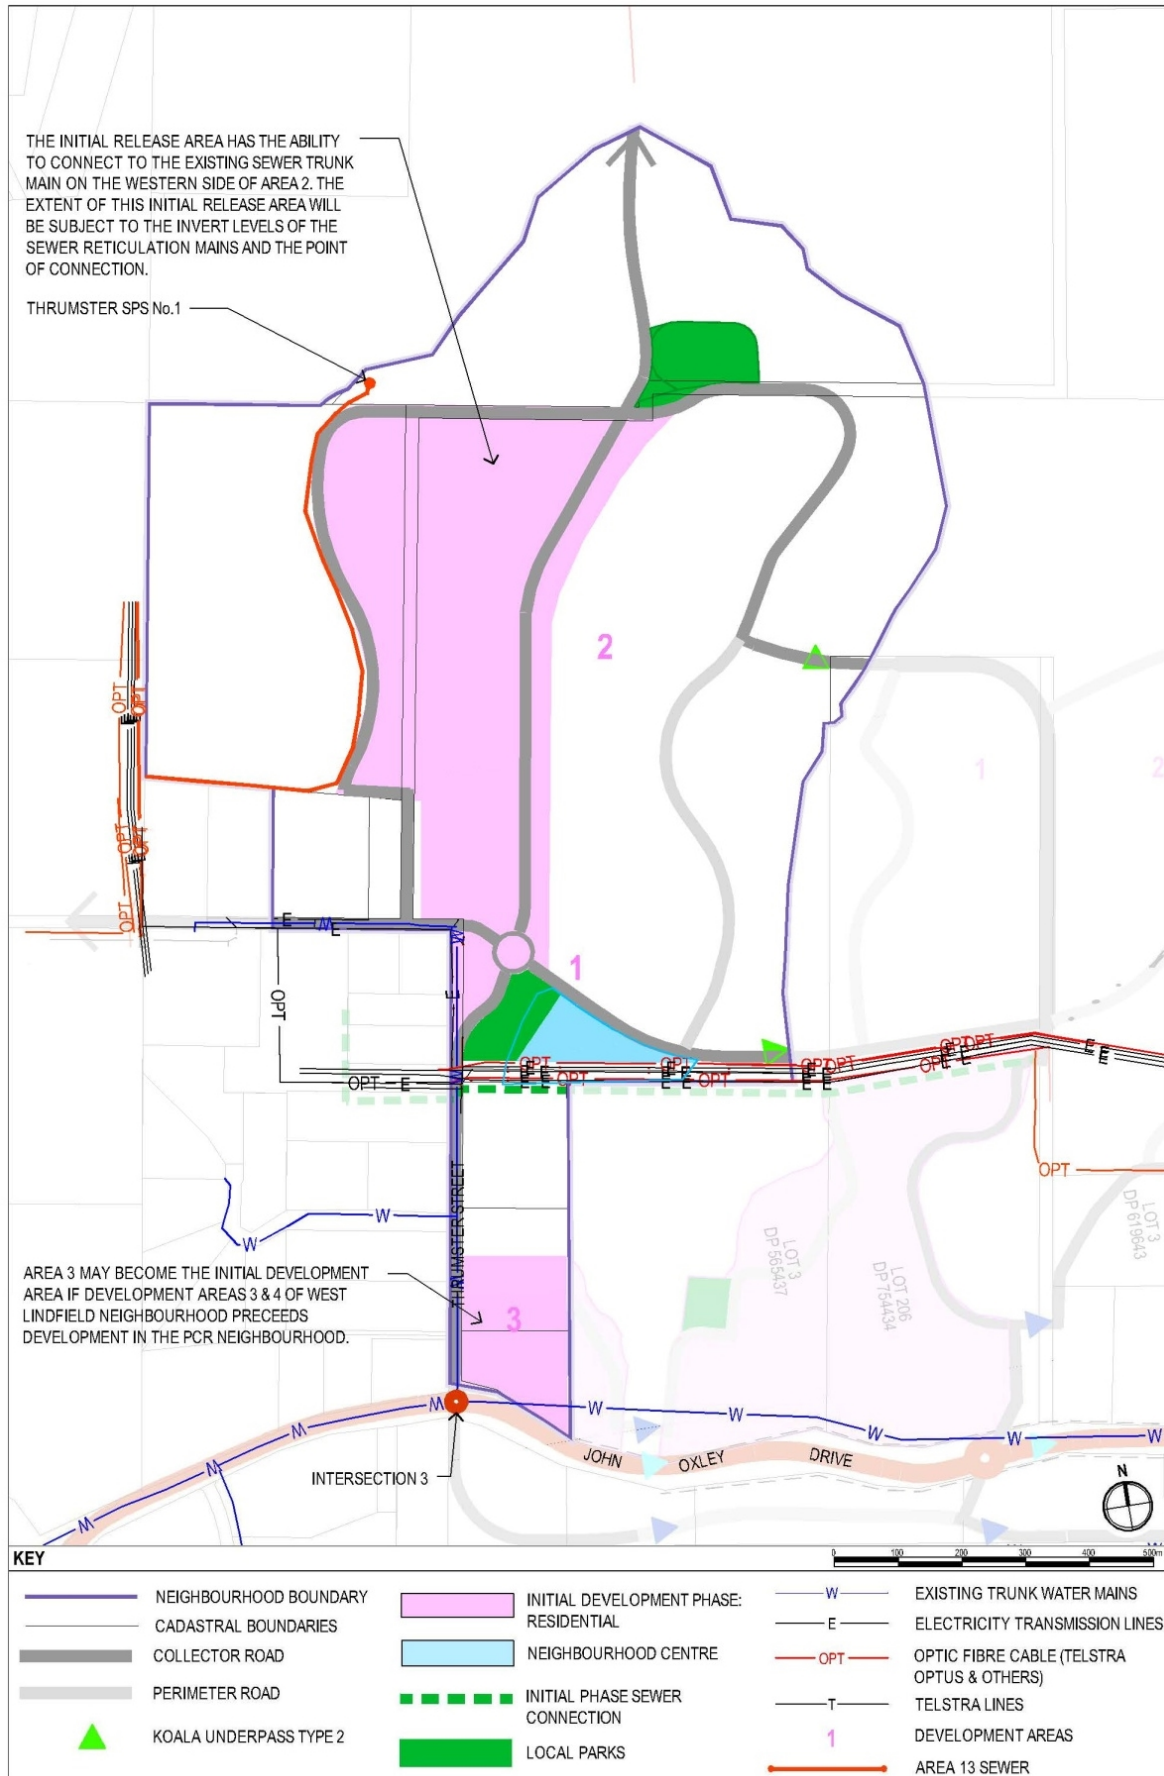 THE INITIAL RELEASE AREA HAS THE ABILITY
TO CONNECT TO THE EXISTING SEWER TRUNK
MAIN ON THE WESTERN SIDE OF AREA 2. THE
EXTENT OF THIS INITIAL RELEASE AREA WILL
BE SUBJECT TO THE INVERT LEVELS OF THE
SEWER RETICULATION MAINS AND THE POINT
OF CONNECTION.
THRUMSTER SPS No.1
2
OPT
OPT
1
2
OPT
OPT
OPT
E
W
E
W
1
E
OPT
OPT
OPT
OPT
OPT
OPT
OPT
E
E
E
OPT
E
W
OPT
OPT
OPT
OPT
E
E
E
E
E
E
OPT
THRUMSTER STREET
W
W
LOT 3
DP 565437
LOT 206
DP 754434
LOT 3
DP 619643
AREA 3 MAY BECOME THE INITIAL DEVELOPMENT
AREA IF DEVELOPMENT AREAS 3 & 4 OF WEST
LINDFIELD NEIGHBOURHOOD PRECEEDS
DEVELOPMENT IN THE PCR NEIGHBOURHOOD.
W
3
W
W
W
W
W
W
W
W
W
JOHN OXLEY DRIVE
INTERSECTION 3
N
KEY
0 100 200 300 400 500m
NEIGHBOURHOOD BOUNDARY
CADASTRAL BOUNDARIES
COLLECTOR ROAD
PERIMETER ROAD
KOALA UNDERPASS TYPE 2
INITIAL DEVELOPMENT PHASE:
RESIDENTIAL
NEIGHBOURHOOD CENTRE
INITIAL PHASE SEWER
CONNECTION
LOCAL PARKS
W EXISTING TRUNK WATER MAINS
E ELECTRICITY TRANSMISSION LINES
OPT OPTIC FIBRE CABLE (TELSTRA
OPTUS & OTHERS)
T TELSTRA LINES
1 DEVELOPMENT AREAS
AREA 13 SEWER